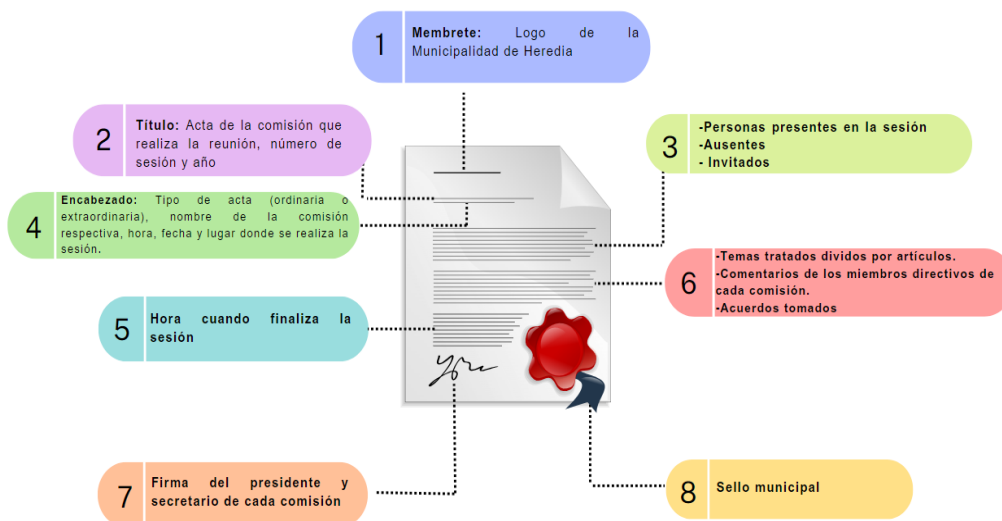 1
Membrete: Logo de la
Municipalidad de Heredia
2
Título: Acta de la comisión que
realiza la reunión, número de
sesión y año
3
-Personas presentes en la sesión
-Ausentes
- Invitados
4
Encabezado: Tipo de acta (ordinaria o
extraordinaria), nombre de la comisión
respectiva, hora, fecha y lugar donde se realiza la
sesión.
5
Hora cuando finaliza la
sesión
6
-Temas tratados dividos por artículos.
-Comentarios de los miembros directivos de
cada comisión.
-Acuerdos tomados
7
Firma del presidente y
secretario de cada comisión
8
Sello municipal